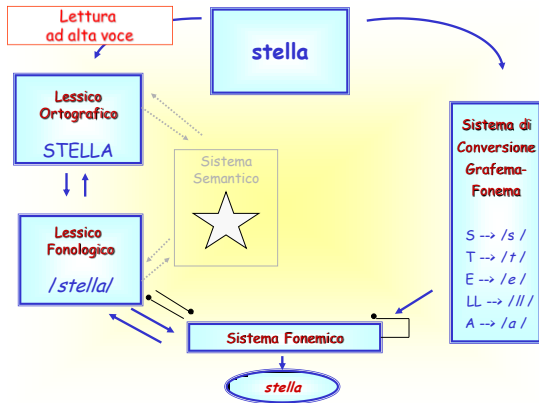 Lettura
ad alta voce
stella
Lessico
Ortografico
STELLA
Sistema
Semantico
Lessico
Fonologico
/stella/
Sistema di
Conversione
Grafema-
Fonema
S --> /s /
T --> /t /
E --> /e /
LL --> /ll /
A --> /a /
Sistema Fonemico
stella